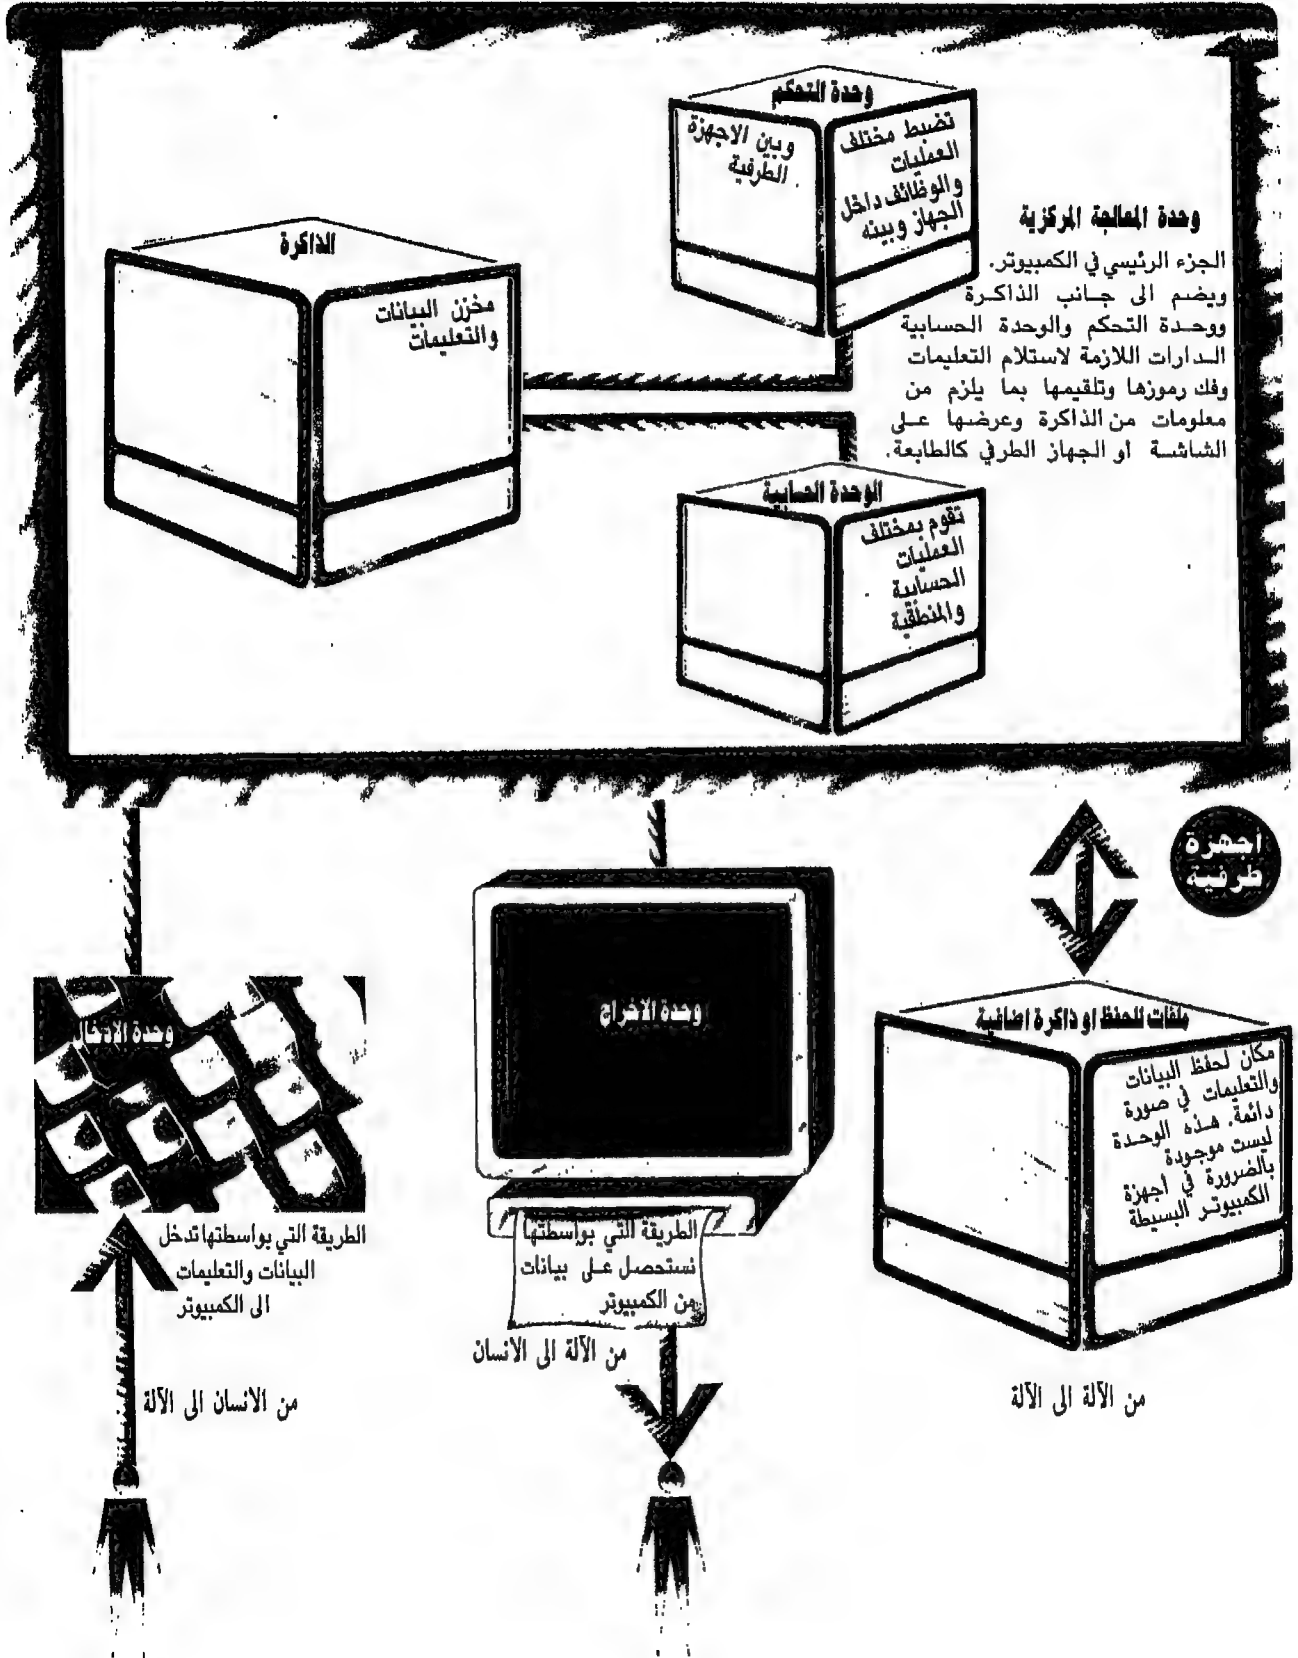 وحدة التحكم
تضبط مختلف
العمليات
والوظائف داخل
الجهاز وبينه
وبين الاجهزة
الطرفية
وحدة المعالجة المركزية
الجزء الرئيسي في الكمبيوتر.
ويضم الى جانب الذاكرة
ووحدة التحكم والوحدة الحسابية
الدارات اللازمة لاستلام التعليمات
وفك رموزها وتلقيمها بما يلزم من
معلومات من الذاكرة وعرضها على
الشاشة أو الجهاز الطرفي كالطابعة.
الذاكرة
مخزن البيانات
والتعليمات
الوحدة الحسابية
تقوم بمختلف
العمليات
الحسابية
والمنطقية
أجهزة
طرفية
ملفات للحفظ او ذاكرة اضافية
مكان لحفظ البيانات
والتعليمات في صورة
دائمة. هذه الوحدة
ليست موجودة
بالضرورة في أجهزة
الكمبيوتر البسيطة
من الآلة الى الآلة
وحدة الاخراج
الطريقة التي بواسطتها
نستحصل على بيانات
من الكمبيوتر
من الآلة الى الانسان
وحدة الادخال
الطريقة التي بواسطتها تدخل
البيانات والتعليمات
الى الكمبيوتر
من الانسان الى الآلة